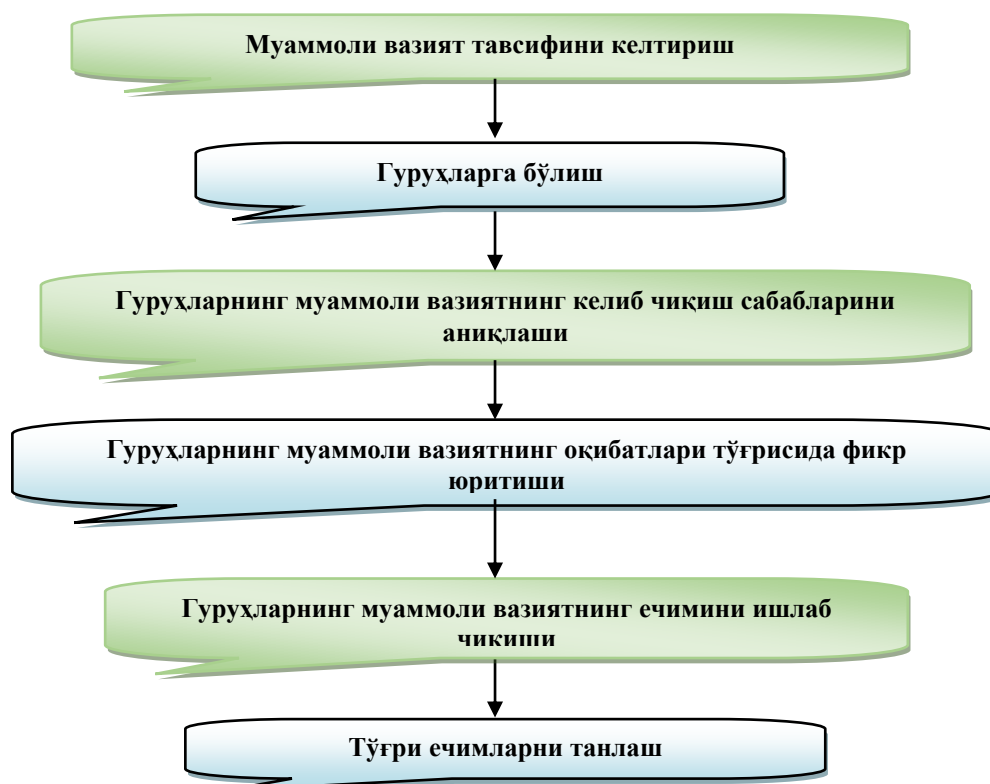 Муаммоли вазият тавсифини келтириш
Гуруҳларга бўлиш
Гуруҳларнинг муаммоли вазиятнинг келиб чиқиш сабабларини
аниқлаши
Гуруҳларнинг муаммоли вазиятнинг оқибатлари тўғрисида фикр
юритиши
Гуруҳларнинг муаммоли вазиятнинг ечимини ишлаб
чиқиши
Тўғри ечимларни танлаш